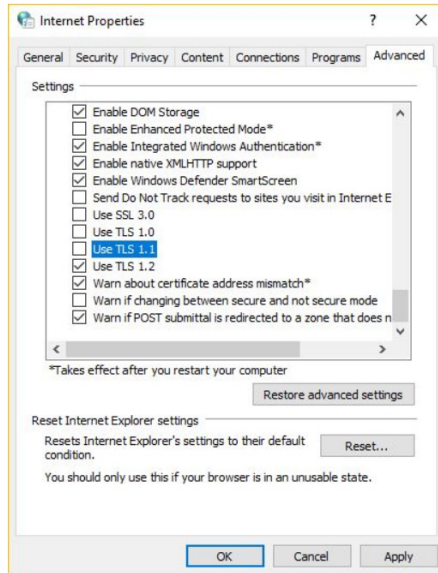 Internet Properties
?
General Security Privacy Content Connections Programs Advanced
Settings
Enable DOM Storage
Enable Enhanced Protected Mode*
Enable Integrated Windows Authentication*
Enable native XMLHTTP support
Enable Windows Defender SmartScreen
Send Do Not Track requests to sites you visit in Internet E
Use SSL 3.0
Use TLS 1.0
Use TLS 1.1
Use TLS 1.2
Warn about certificate address mismatch*
Warn if changing between secure and not secure mode
Warn if POST submittal is redirected to a zone that does n
*Takes effect after you restart your computer
Restore advanced settings
Reset Internet Explorer settings
Resets Internet Explorer's settings to their default
condition.
Reset...
You should only use this if your browser is in an unusable state.
OK Cancel Apply